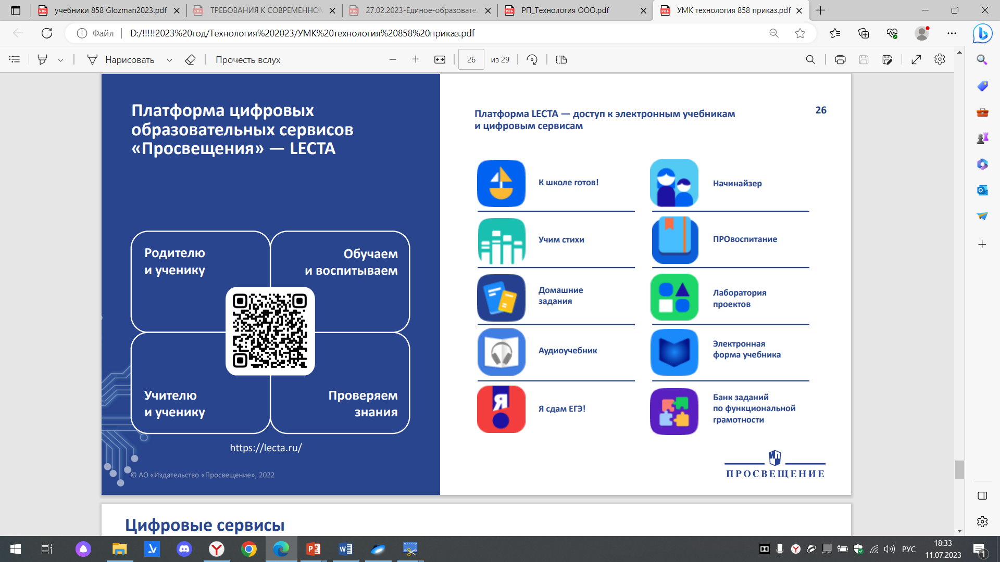 учебники 858 Glozman2023.pdf
ТРЕБОВАНИЯ К СОВРЕМЕННОМ
27.02.2023-Единое-образовате
РП_Технология ООО.pdf
УМК технология 858 приказ.pdf
Файл
D:/!!!!!2023%20год/Технология%202023/УМК%20технология%20858%20приказ.pdf
Нарисовать
Прочесть вслух
26
из 29
Платформа цифровых
образовательных сервисов
«Просвещения» — LECTA
Родителю
и ученику
Обучаем
и воспитываем
Учителю
и ученику
Проверяем
знания
https://lecta.ru/
© АО «Издательство «Просвещение», 2022
Платформа LECTA — доступ к электронным учебникам
и цифровым сервисам
26
К школе готов!
Начинайзер
Учим стихи
ПРОвоспитание
Домашние
задания
Лаборатория
проектов
Аудиоучебник
Электронная
форма учебника
Я
Я сдам ЕГЭ!
Банк заданий
по функциональной
грамотности
ПРОСВЕЩЕНИЕ
Цифровые сервисы
РУС
18:33
11.07.2023
1